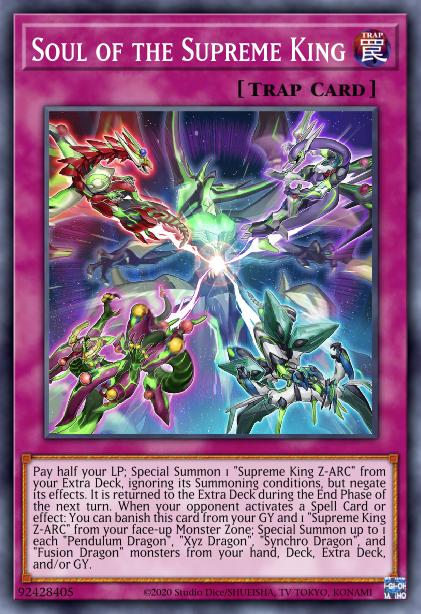 SOUL OF THE SUPREME KING
TRAP
罠
[TRAP CARD]
Pay half your LP; Special Summon 1 "Supreme King Z-ARC" from
your Extra Deck, ignoring its Summoning conditions, but negate
its effects. It is returned to the Extra Deck during the End Phase of
the next turn. When your opponent activates a Spell Card or
effect: You can banish this card from your GY and 1 "Supreme King
Z-ARC" from your face-up Monster Zone; Special Summon up to 1
each "Pendulum Dragon", "Xyz Dragon", "Synchro Dragon", and
"Fusion Dragon" monsters from your hand, Deck, Extra Deck,
and/or GY.
92428405
©2020 Studio Dice/SHUEISHA, TV TOKYO, KONAMI